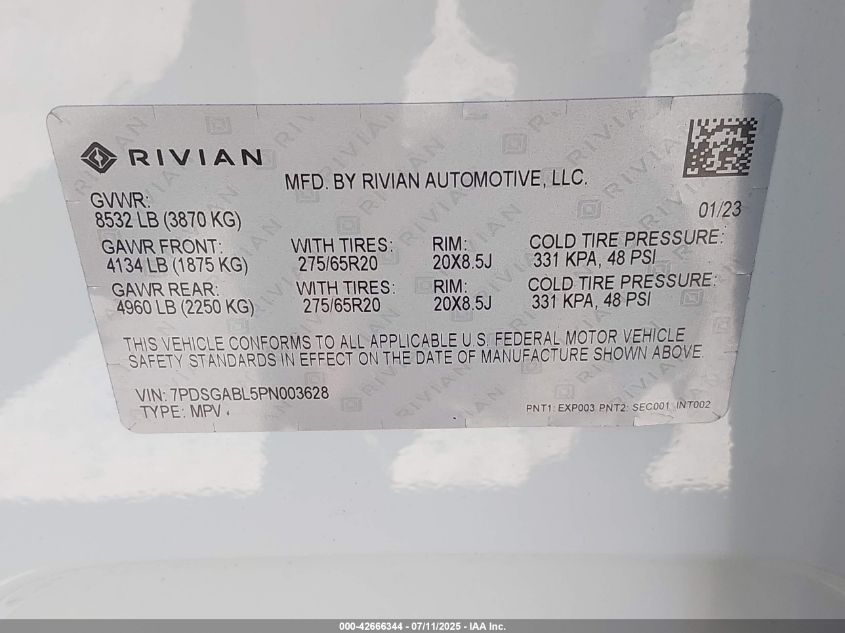 RIVIAN
MFD. BY RIVIAN AUTOMOTIVE, LLC.
01/23
GVWR:
8532 LB (3870 KG)
GAWR FRONT: WITH TIRES: RIM: COLD TIRE PRESSURE:
4134 LB (1875 KG) 275/65R20 20X8.5J 331 KPA, 48 PSI
GAWR REAR: WITH TIRES: RIM: COLD TIRE PRESSURE:
4960 LB (2250 KG) 275/65R20 20X8.5J 331 KPA, 48 PSI
THIS VEHICLE CONFORMS TO ALL APPLICABLE U.S. FEDERAL MOTOR VEHICLE
SAFETY STANDARDS IN EFFECT ON THE DATE OF MANUFACTURE SHOWN ABOVE.
VIN: 7PDSGABL5PN003628
TYPE: MPV
PNT1: EXP003 PNT2: SEC001 INT002
000-42666344 - 07/11/2025 - IAA Inc.